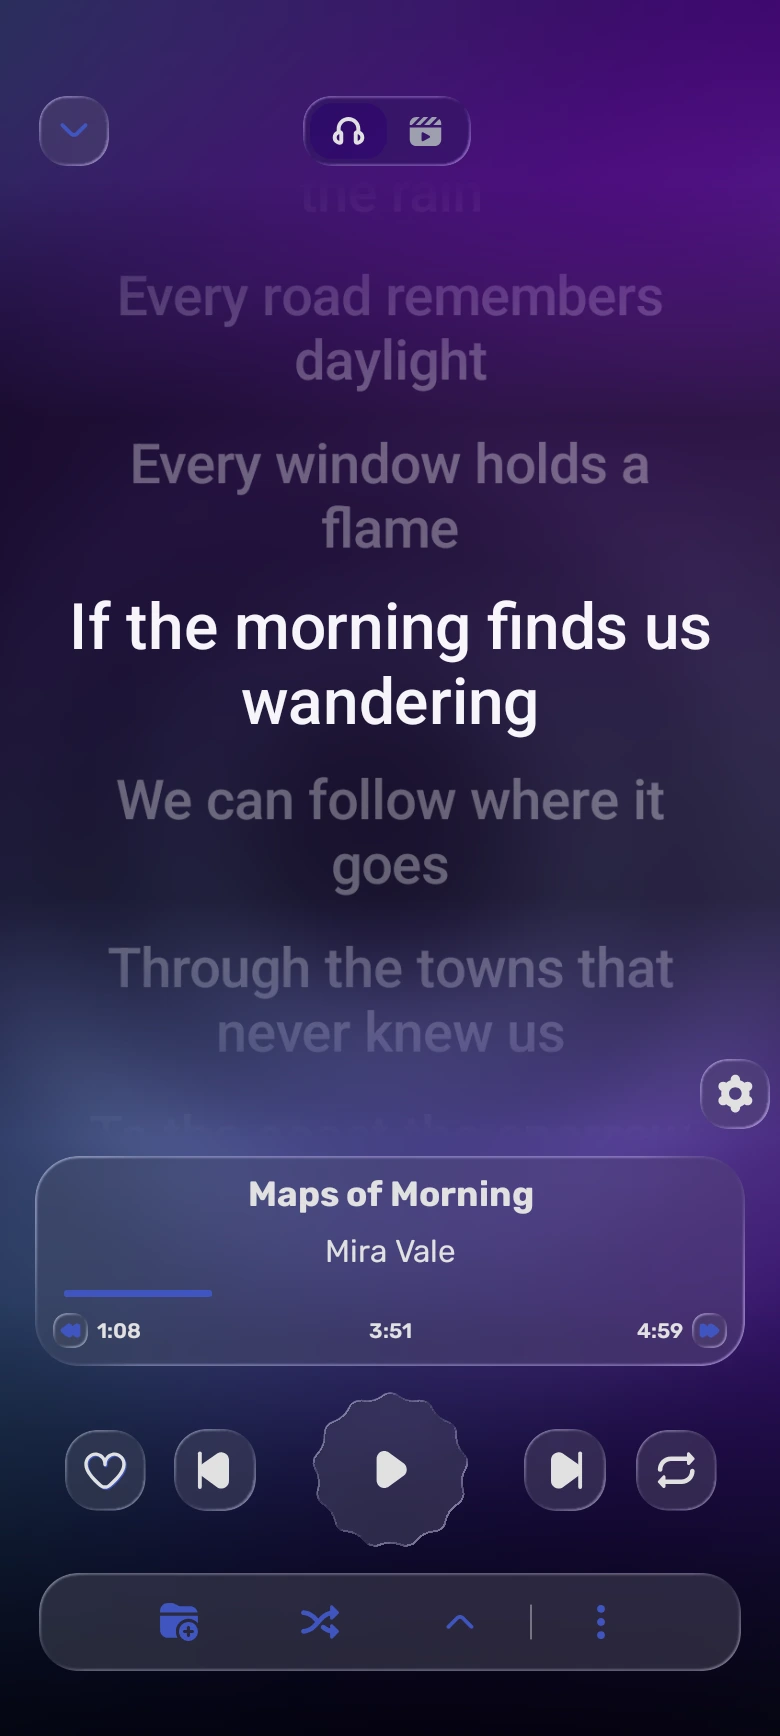 the rain
Every road remembers
daylight
Every window holds a
flame
If the morning finds us
wandering
We can follow where it
goes
Through the towns that
never knew us
Maps of Morning
Mira Vale
1:08 3:51 4:59